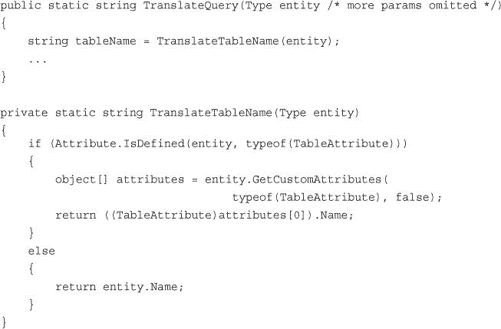 public static string TranslateQuery(Type entity /* more params omitted */)
{
    string tableName = TranslateTableName(entity);
    ...
}

private static string TranslateTableName(Type entity)
{
    if (Attribute.IsDefined(entity, typeof(TableAttribute)))
    {
        object[] attributes = entity.GetCustomAttributes(
                                  typeof(TableAttribute), false);
        return ((TableAttribute)attributes[0]).Name;
    }
    else
    {
        return entity.Name;
    }
}